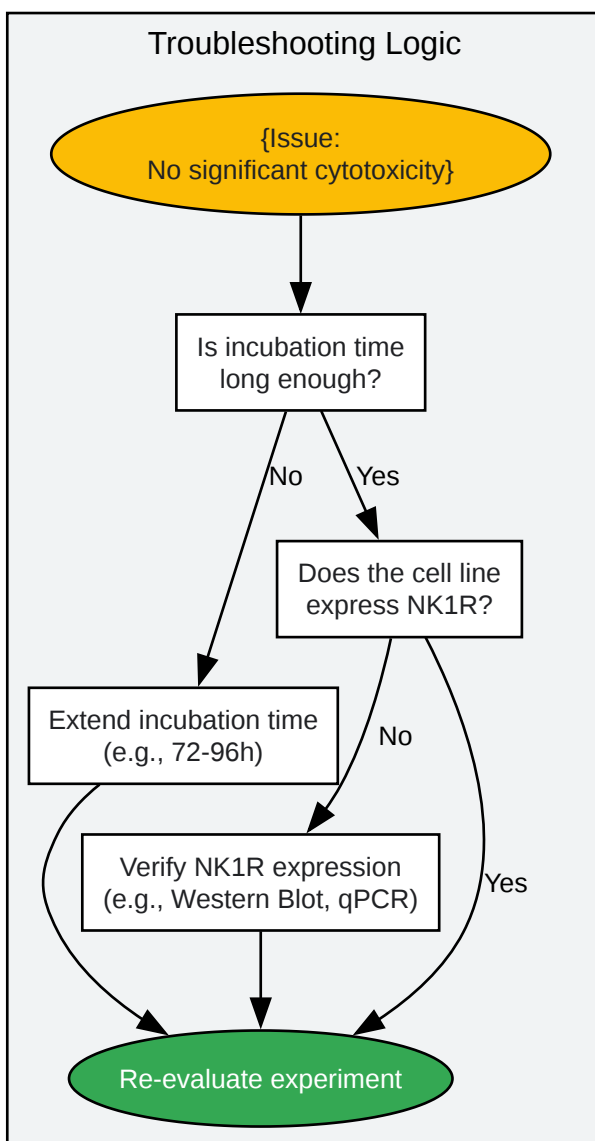 Troubleshooting Logic
{Issue:
No significant cytotoxicity}
Is incubation time
long enough?
No
Yes
Does the cell line
express NK1R?
Extend incubation time
(e.g., 72-96h)
No
Verify NK1R expression
(e.g., Western Blot, qPCR)
Yes
Re-evaluate experiment